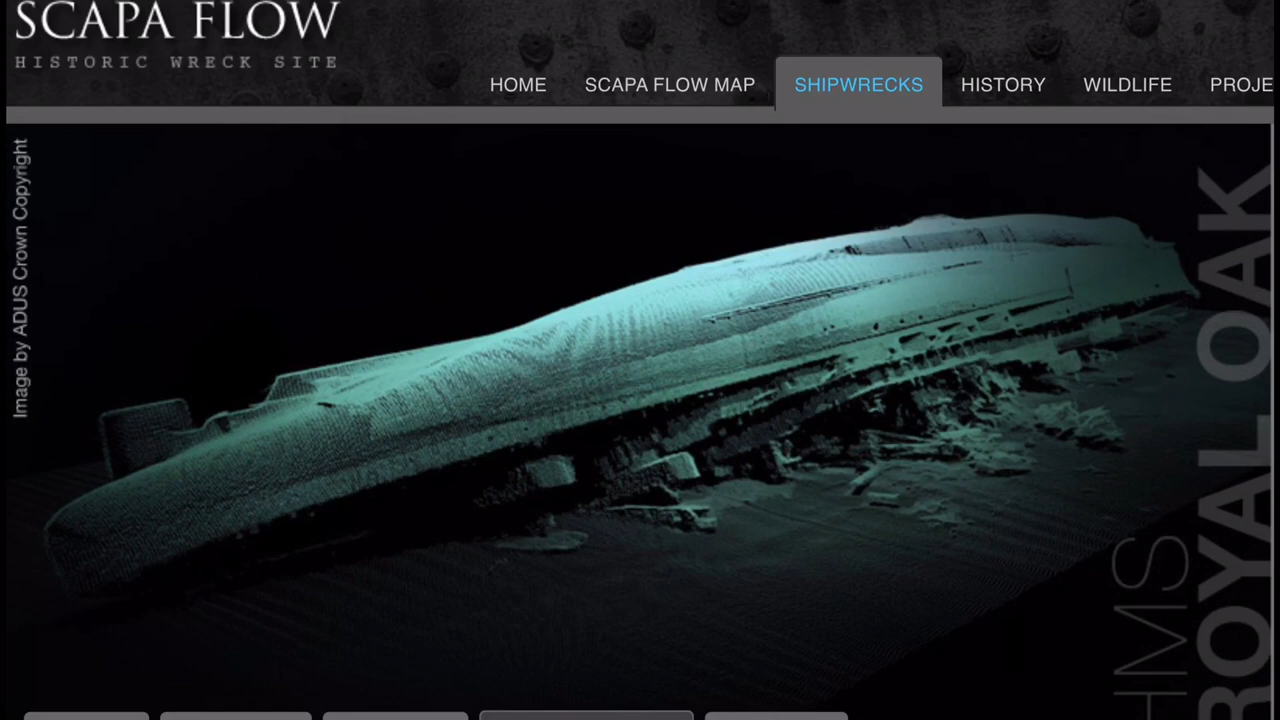 SCAPA FLOW
HISTORIC WRECK SITE
HOME SCAPA FLOW MAP SHIPWRECKS HISTORY WILDLIFE PROJE
Image by ADUS Crown Copyright
HMS
ROYAL OAK